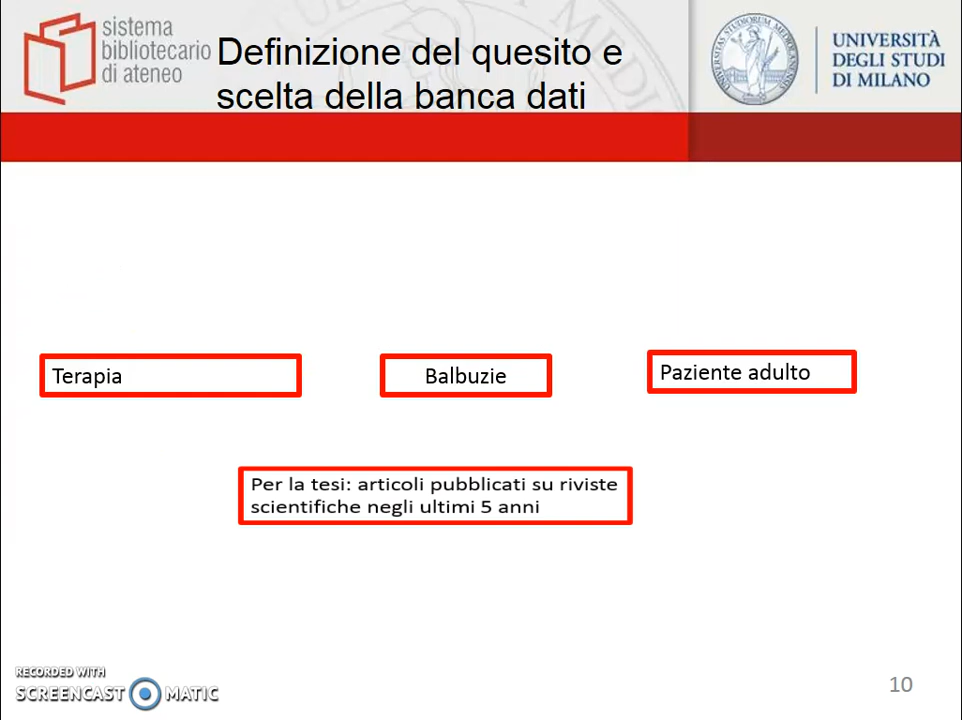 sistema
bibliotecario
di ateneo
Definizione del quesito e
scelta della banca dati
UNIVERSITÀ
DEGLI STUDI
DI MILANO
Terapia
Balbuzie
Paziente adulto
Per la tesi: articoli pubblicati su riviste
scientifiche negli ultimi 5 anni
RECORDED WITH
SCREENCAST MATIC
10